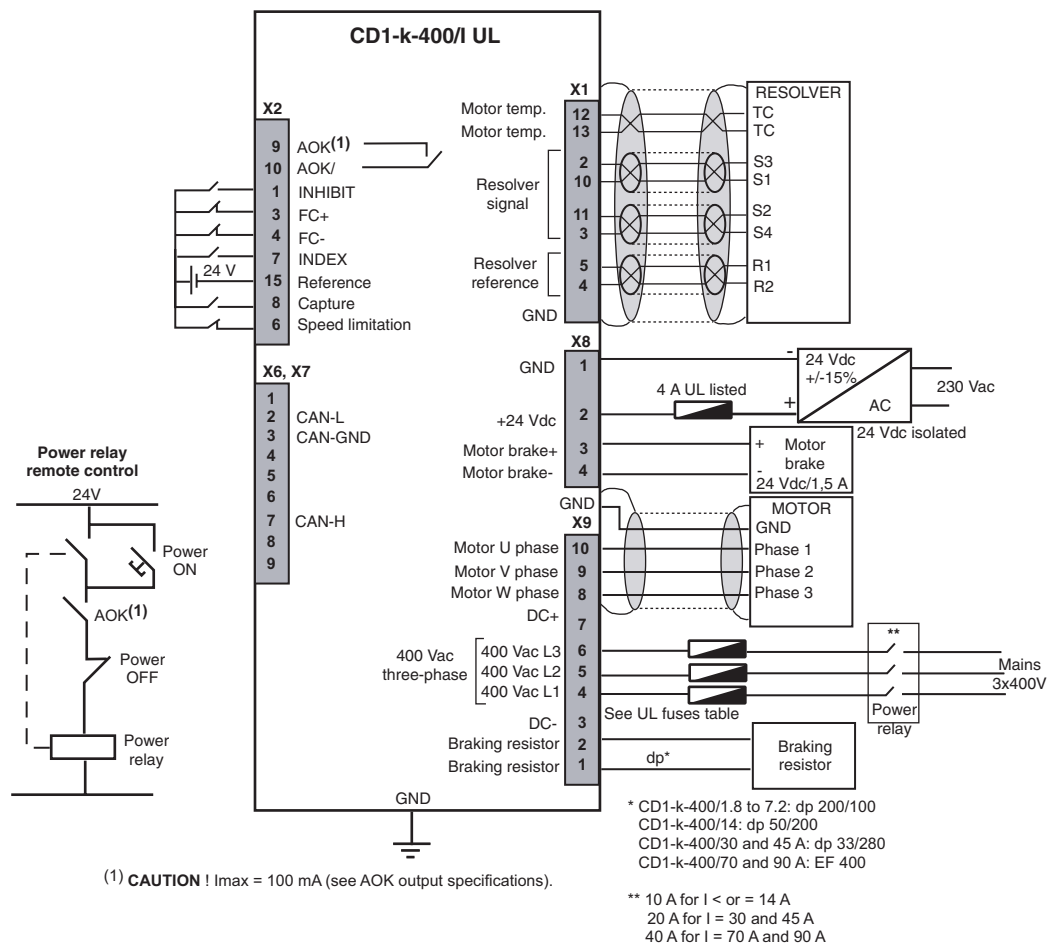 CD1-k-400/I UL
X2
9 AOK(1)
10 AOK/
1 INHIBIT
3 FC+
4 FC-
7 INDEX
24 V
15 Reference
8 Capture
6 Speed limitation
X6, X7
1
2 CAN-L
3 CAN-GND
4
5
6
7 CAN-H
8
9
Power relay
remote control
24V
Power
ON
AOK(1)
Power
OFF
Power
relay
X1
Motor temp. 12
Motor temp. 13
Resolver
signal
2
10
11
3
Resolver
reference
5
4
GND
RESOLVER
TC
TC
S3
S1
S2
S4
R1
R2
X8
GND 1
+24 Vdc 2
Motor brake+ 3
Motor brake- 4
4 A UL listed
-
+
24 Vdc
+/-15%
AC
230 Vac
24 Vdc isolated
+ Motor
brake
-
24 Vdc/1,5 A
GND
X9
Motor U phase 10
Motor V phase 9
Motor W phase 8
DC+ 7
400 Vac
three-phase
400 Vac L3 6
400 Vac L2 5
400 Vac L1 4
DC- 3
Braking resistor 2
Braking resistor 1
MOTOR
GND
Phase 1
Phase 2
Phase 3
**
Mains
3x400V
Power
relay
See UL fuses table
dp*
Braking
resistor
GND
(1) CAUTION ! Imax = 100 mA (see AOK output specifications).
* CD1-k-400/1.8 to 7.2: dp 200/100
CD1-k-400/14: dp 50/200
CD1-k-400/30 and 45 A: dp 33/280
CD1-k-400/70 and 90 A: EF 400
** 10 A for I < or = 14 A
20 A for I = 30 and 45 A
40 A for I = 70 A and 90 A